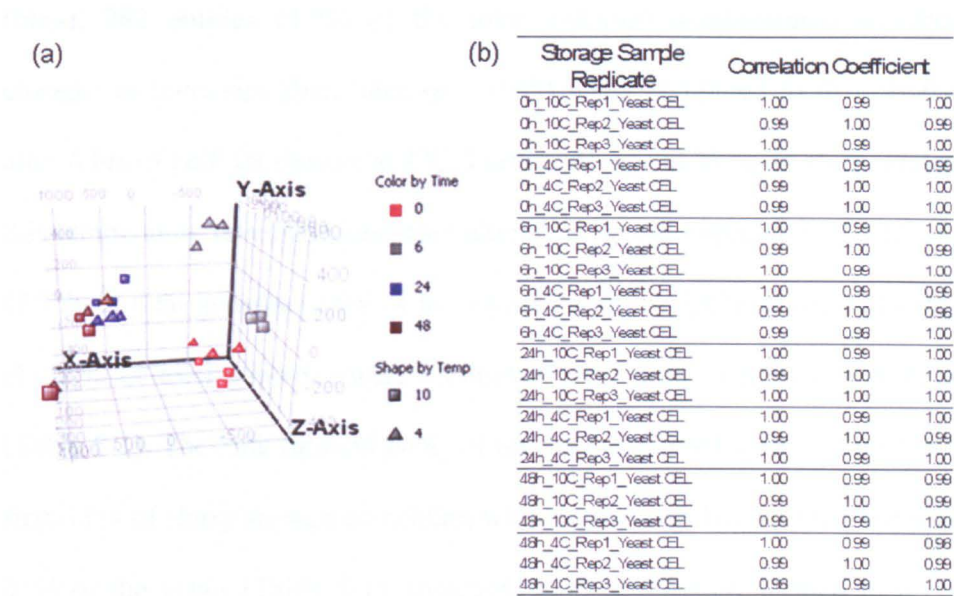 (a)
Y-Axis
X-Axis
Z-Axis
1000 500 0 -500
400
200
0
400
200
0
-200
Color by Time
0
6
24
48
Shape by Temp
10
4
(b)
Storage Sample Replicate Correlation Coefficient
0h_10C_Rep1_Yeast.CEL 1.00 0.99 1.00
0h_10C_Rep2_Yeast.CEL 0.99 1.00 0.99
0h_10C_Rep3_Yeast.CEL 1.00 0.99 1.00
0h_4C_Rep1_Yeast.CEL 1.00 0.99 0.99
0h_4C_Rep2_Yeast.CEL 0.99 1.00 1.00
0h_4C_Rep3_Yeast.CEL 0.99 1.00 1.00
6h_10C_Rep1_Yeast.CEL 1.00 0.99 1.00
6h_10C_Rep2_Yeast.CEL 0.99 1.00 0.99
6h_10C_Rep3_Yeast.CEL 1.00 0.99 1.00
6h_4C_Rep1_Yeast.CEL 1.00 0.99 0.99
6h_4C_Rep2_Yeast.CEL 0.99 1.00 0.98
6h_4C_Rep3_Yeast.CEL 0.99 0.98 1.00
24h_10C_Rep1_Yeast.CEL 1.00 0.99 1.00
24h_10C_Rep2_Yeast.CEL 0.99 1.00 1.00
24h_10C_Rep3_Yeast.CEL 1.00 1.00 1.00
24h_4C_Rep1_Yeast.CEL 1.00 0.99 1.00
24h_4C_Rep2_Yeast.CEL 0.99 1.00 0.99
24h_4C_Rep3_Yeast.CEL 1.00 0.99 1.00
48h_10C_Rep1_Yeast.CEL 1.00 0.99 0.99
48h_10C_Rep2_Yeast.CEL 0.99 1.00 0.99
48h_10C_Rep3_Yeast.CEL 0.99 0.99 1.00
48h_4C_Rep1_Yeast.CEL 1.00 0.99 0.98
48h_4C_Rep2_Yeast.CEL 0.99 1.00 0.99
48h_4C_Rep3_Yeast.CEL 0.98 0.99 1.00